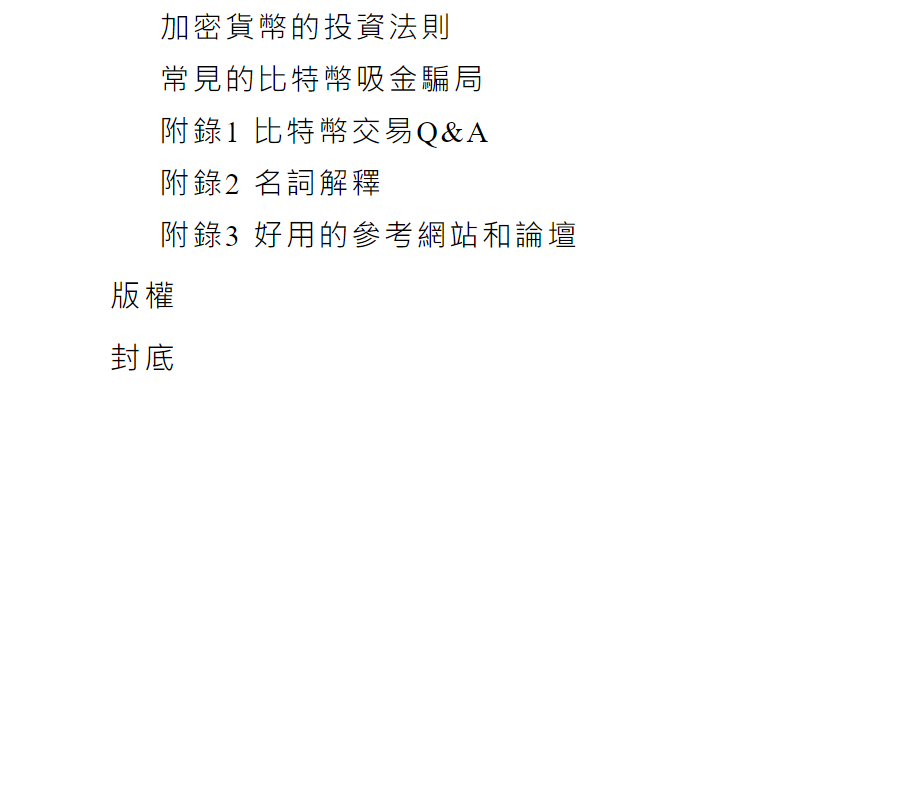 加密貨幣的投資法則
常見的比特幣吸金騙局
附錄1 比特幣交易Q&A
附錄2 名詞解釋
附錄3 好用的參考網站和論壇
版權
封底